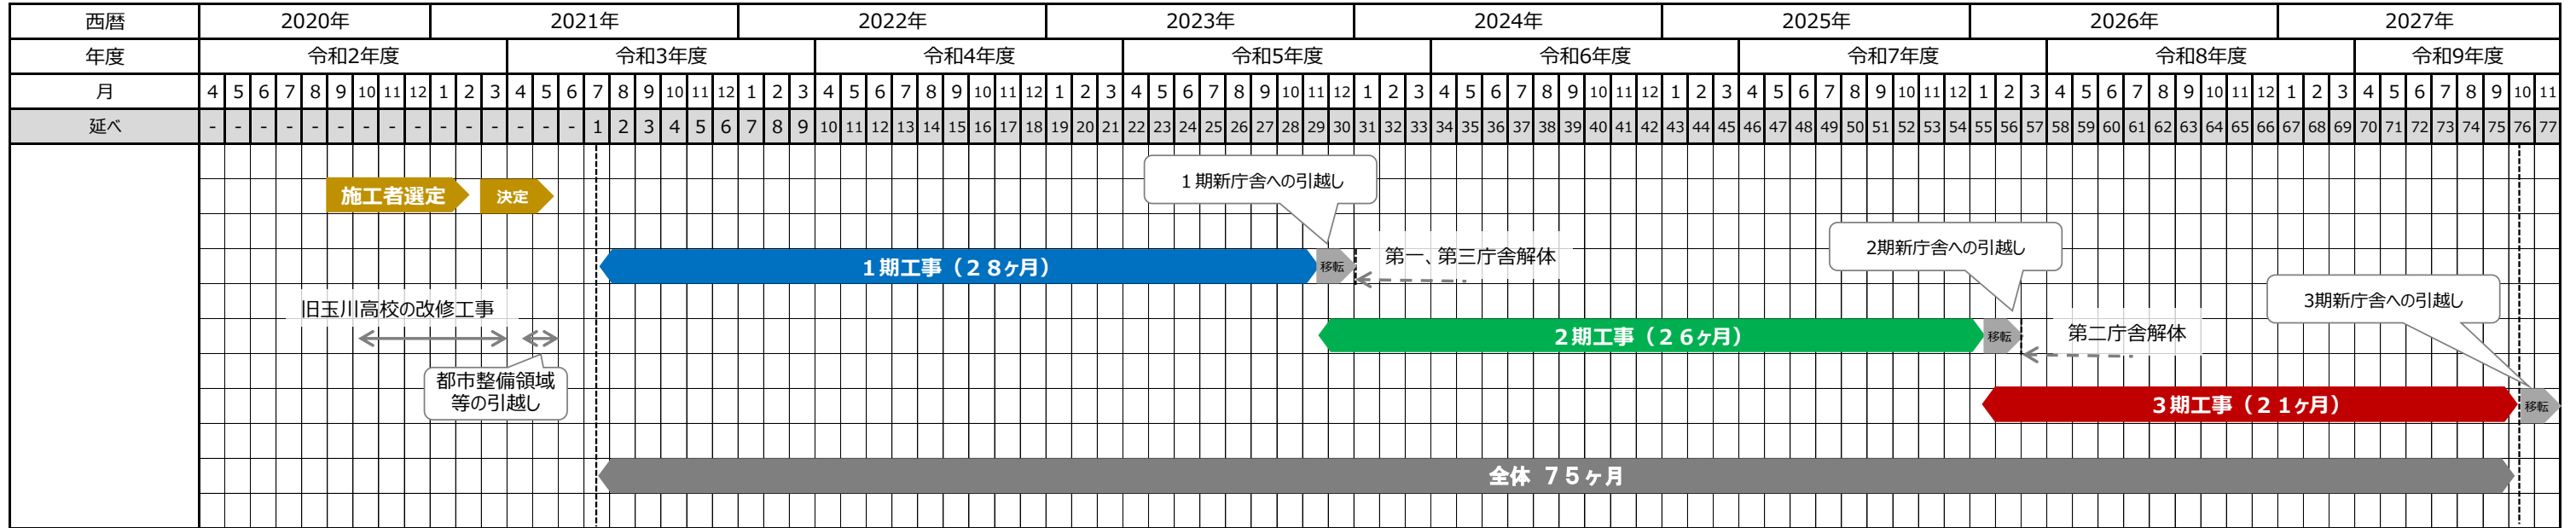 西暦 2020年 2021年 2022年 2023年 2024年 2025年 2026年 2027年
年度 令和2年度 令和3年度 令和4年度 令和5年度 令和6年度 令和7年度 令和8年度 令和9年度
月 4 5 6 7 8 9 10 11 12 1 2 3 4 5 6 7 8 9 10 11 12 1 2 3 4 5 6 7 8 9 10 11 12 1 2 3 4 5 6 7 8 9 10 11 12 1 2 3 4 5 6 7 8 9 10 11 12 1 2 3 4 5 6 7 8 9 10 11 12 1 2 3 4 5 6 7 8 9 10 11 12 1 2 3 4 5 6 7 8 9 10 11
延べ - - - - - - - - - - - - - - - 1 2 3 4 5 6 7 8 9 10 11 12 13 14 15 16 17 18 19 20 21 22 23 24 25 26 27 28 29 30 31 32 33 34 35 36 37 38 39 40 41 42 43 44 45 46 47 48 49 50 51 52 53 54 55 56 57 58 59 60 61 62 63 64 65 66 67 68 69 70 71 72 73 74 75 76 77
１期新庁舎への引越し
施工者選定 決定
2期新庁舎への引越し
１期工事（２８ヶ月） 移転 第一、第三庁舎解体
3期新庁舎への引越し
旧玉川高校の改修工事
２期工事（２６ヶ月） 移転 第二庁舎解体
都市整備領域
等の引越し
３期工事（２１ヶ月） 移転
全体 ７５ヶ月